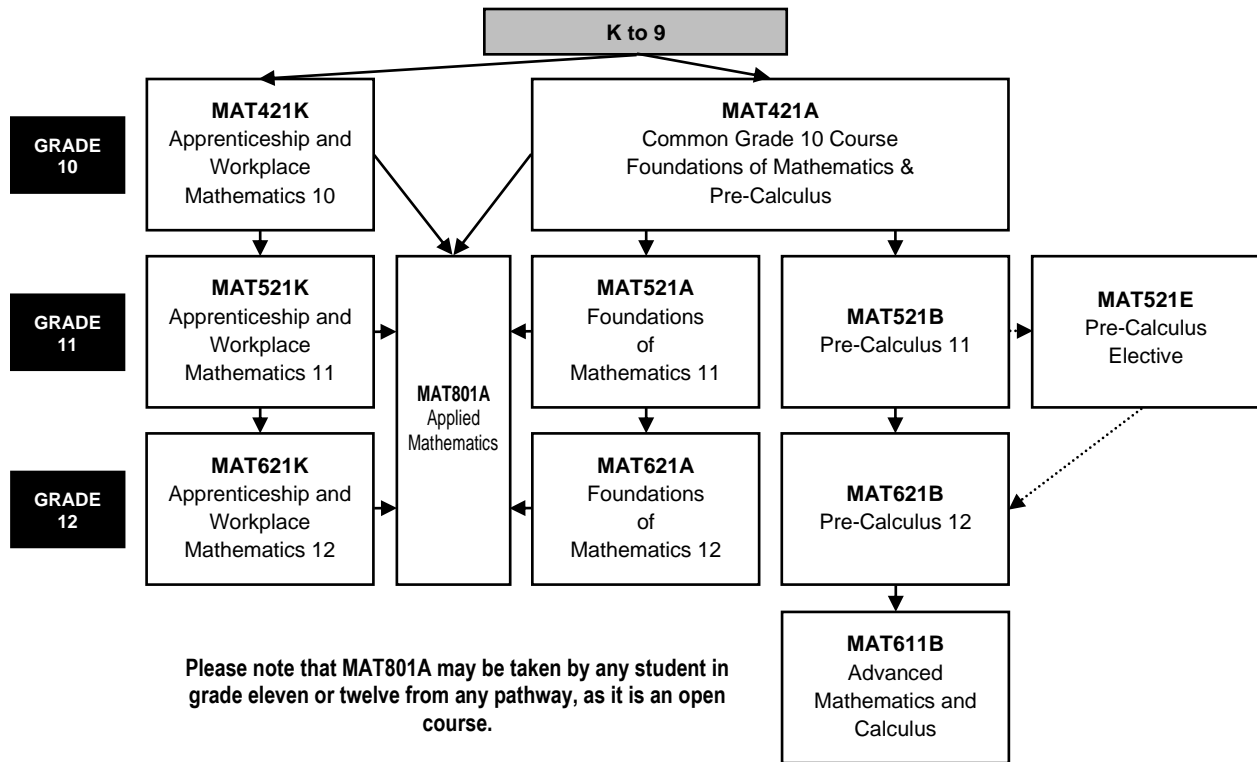 K to 9
GRADE
10
MAT421K
Apprenticeship and
Workplace
Mathematics 10
MAT421A
Common Grade 10 Course
Foundations of Mathematics &
Pre-Calculus
GRADE
11
MAT521K
Apprenticeship and
Workplace
Mathematics 11
MAT801A
Applied
Mathematics
MAT521A
Foundations
of
Mathematics 11
MAT521B
Pre-Calculus 11
MAT521E
Pre-Calculus
Elective
GRADE
12
MAT621K
Apprenticeship and
Workplace
Mathematics 12
MAT621A
Foundations
of
Mathematics 12
MAT621B
Pre-Calculus 12
MAT611B
Advanced
Mathematics and
Calculus
Please note that MAT801A may be taken by any student in
grade eleven or twelve from any pathway, as it is an open
course.